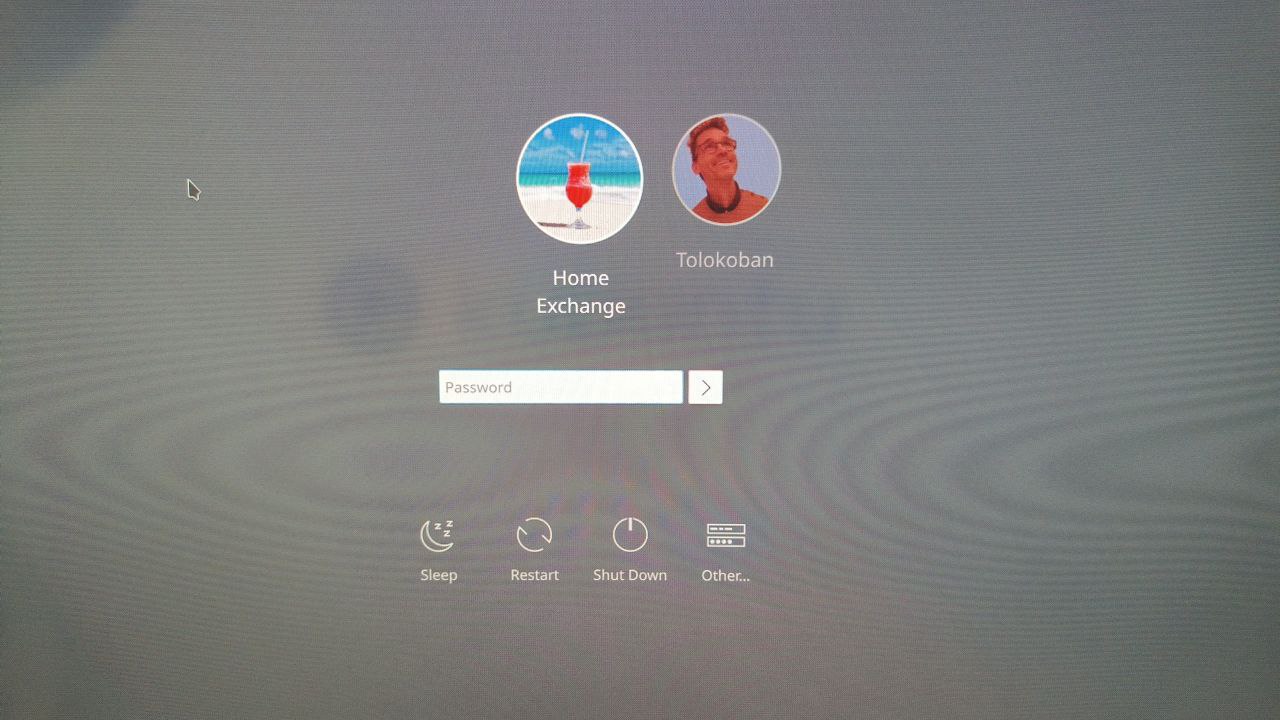 Home
Exchange
Tolokoban
Password
Sleep
Restart
Shut Down
Other...